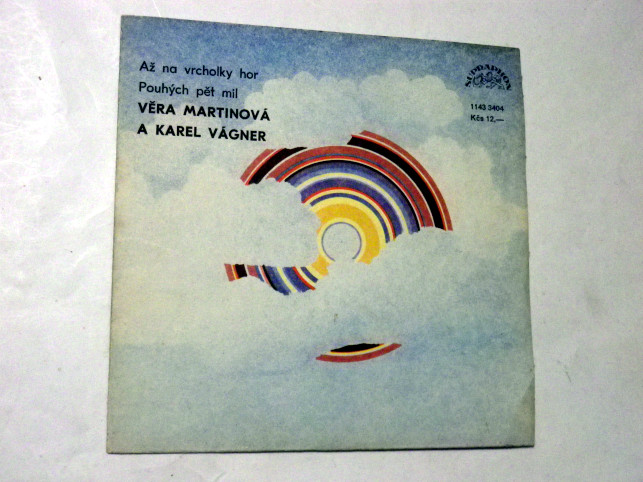 Až na vrcholky hor
Pouhých pět mil
VĚRA MARTINOVÁ
A KAREL VÁGNER
SUPRAPHON
1143 3404
Kčs 12,—